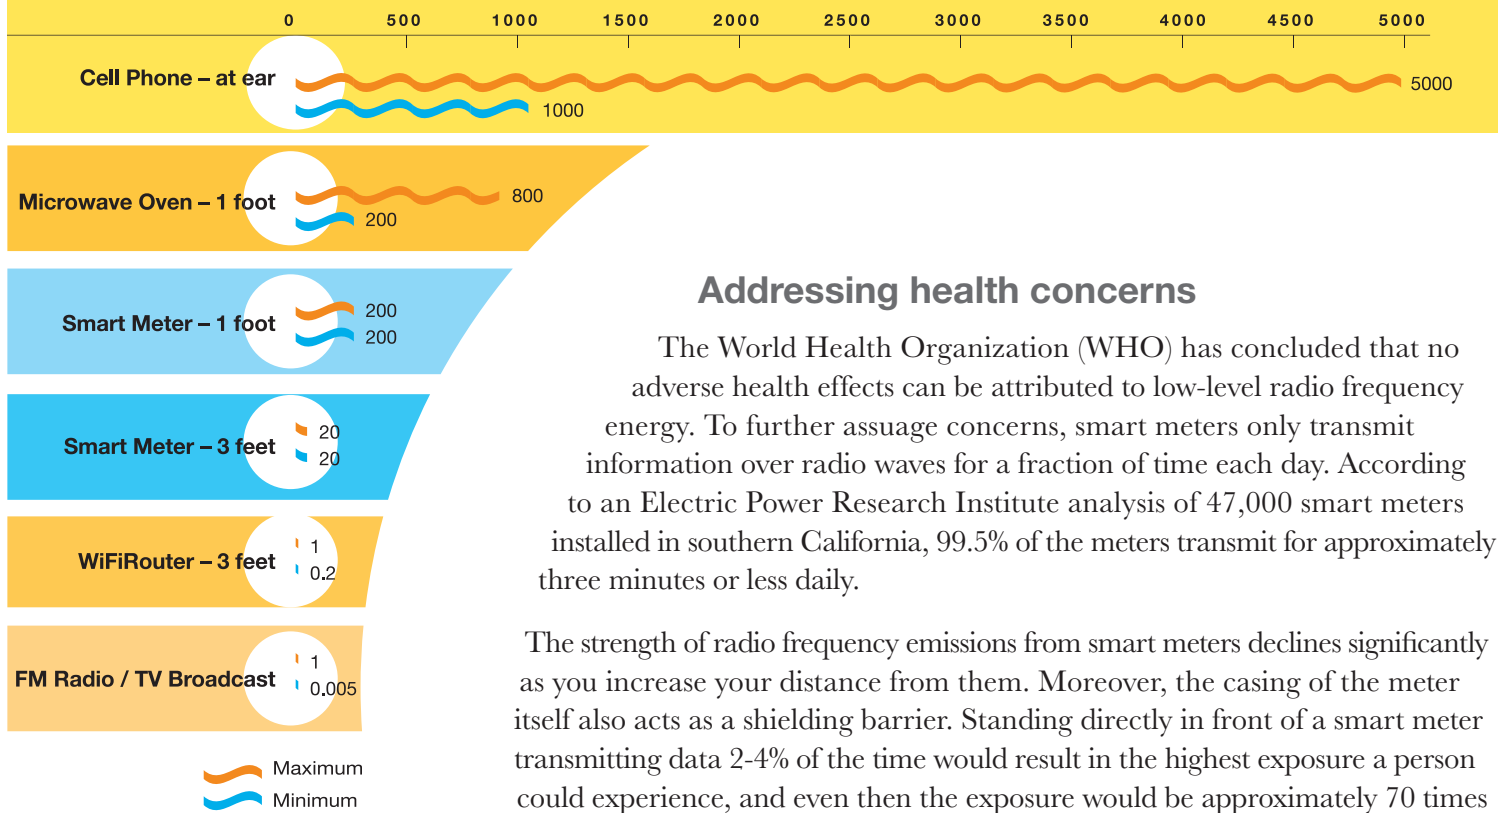 0 500 1000 1500 2000 2500 3000 3500 4000 4500 5000
Cell Phone – at ear
5000
1000
Microwave Oven – 1 foot
800
200
Smart Meter – 1 foot
200
200
Smart Meter – 3 feet
20
20
WiFiRouter – 3 feet
1
0.2
FM Radio / TV Broadcast
1
0.005
Maximum
Minimum
Addressing health concerns
The World Health Organization (WHO) has concluded that no
adverse health effects can be attributed to low-level radio frequency
energy. To further assuage concerns, smart meters only transmit
information over radio waves for a fraction of time each day. According
to an Electric Power Research Institute analysis of 47,000 smart meters
installed in southern California, 99.5% of the meters transmit for approximately
three minutes or less daily.
The strength of radio frequency emissions from smart meters declines significantly
as you increase your distance from them. Moreover, the casing of the meter
itself also acts as a shielding barrier. Standing directly in front of a smart meter
transmitting data 2-4% of the time would result in the highest exposure a person
could experience, and even then the exposure would be approximately 70 times